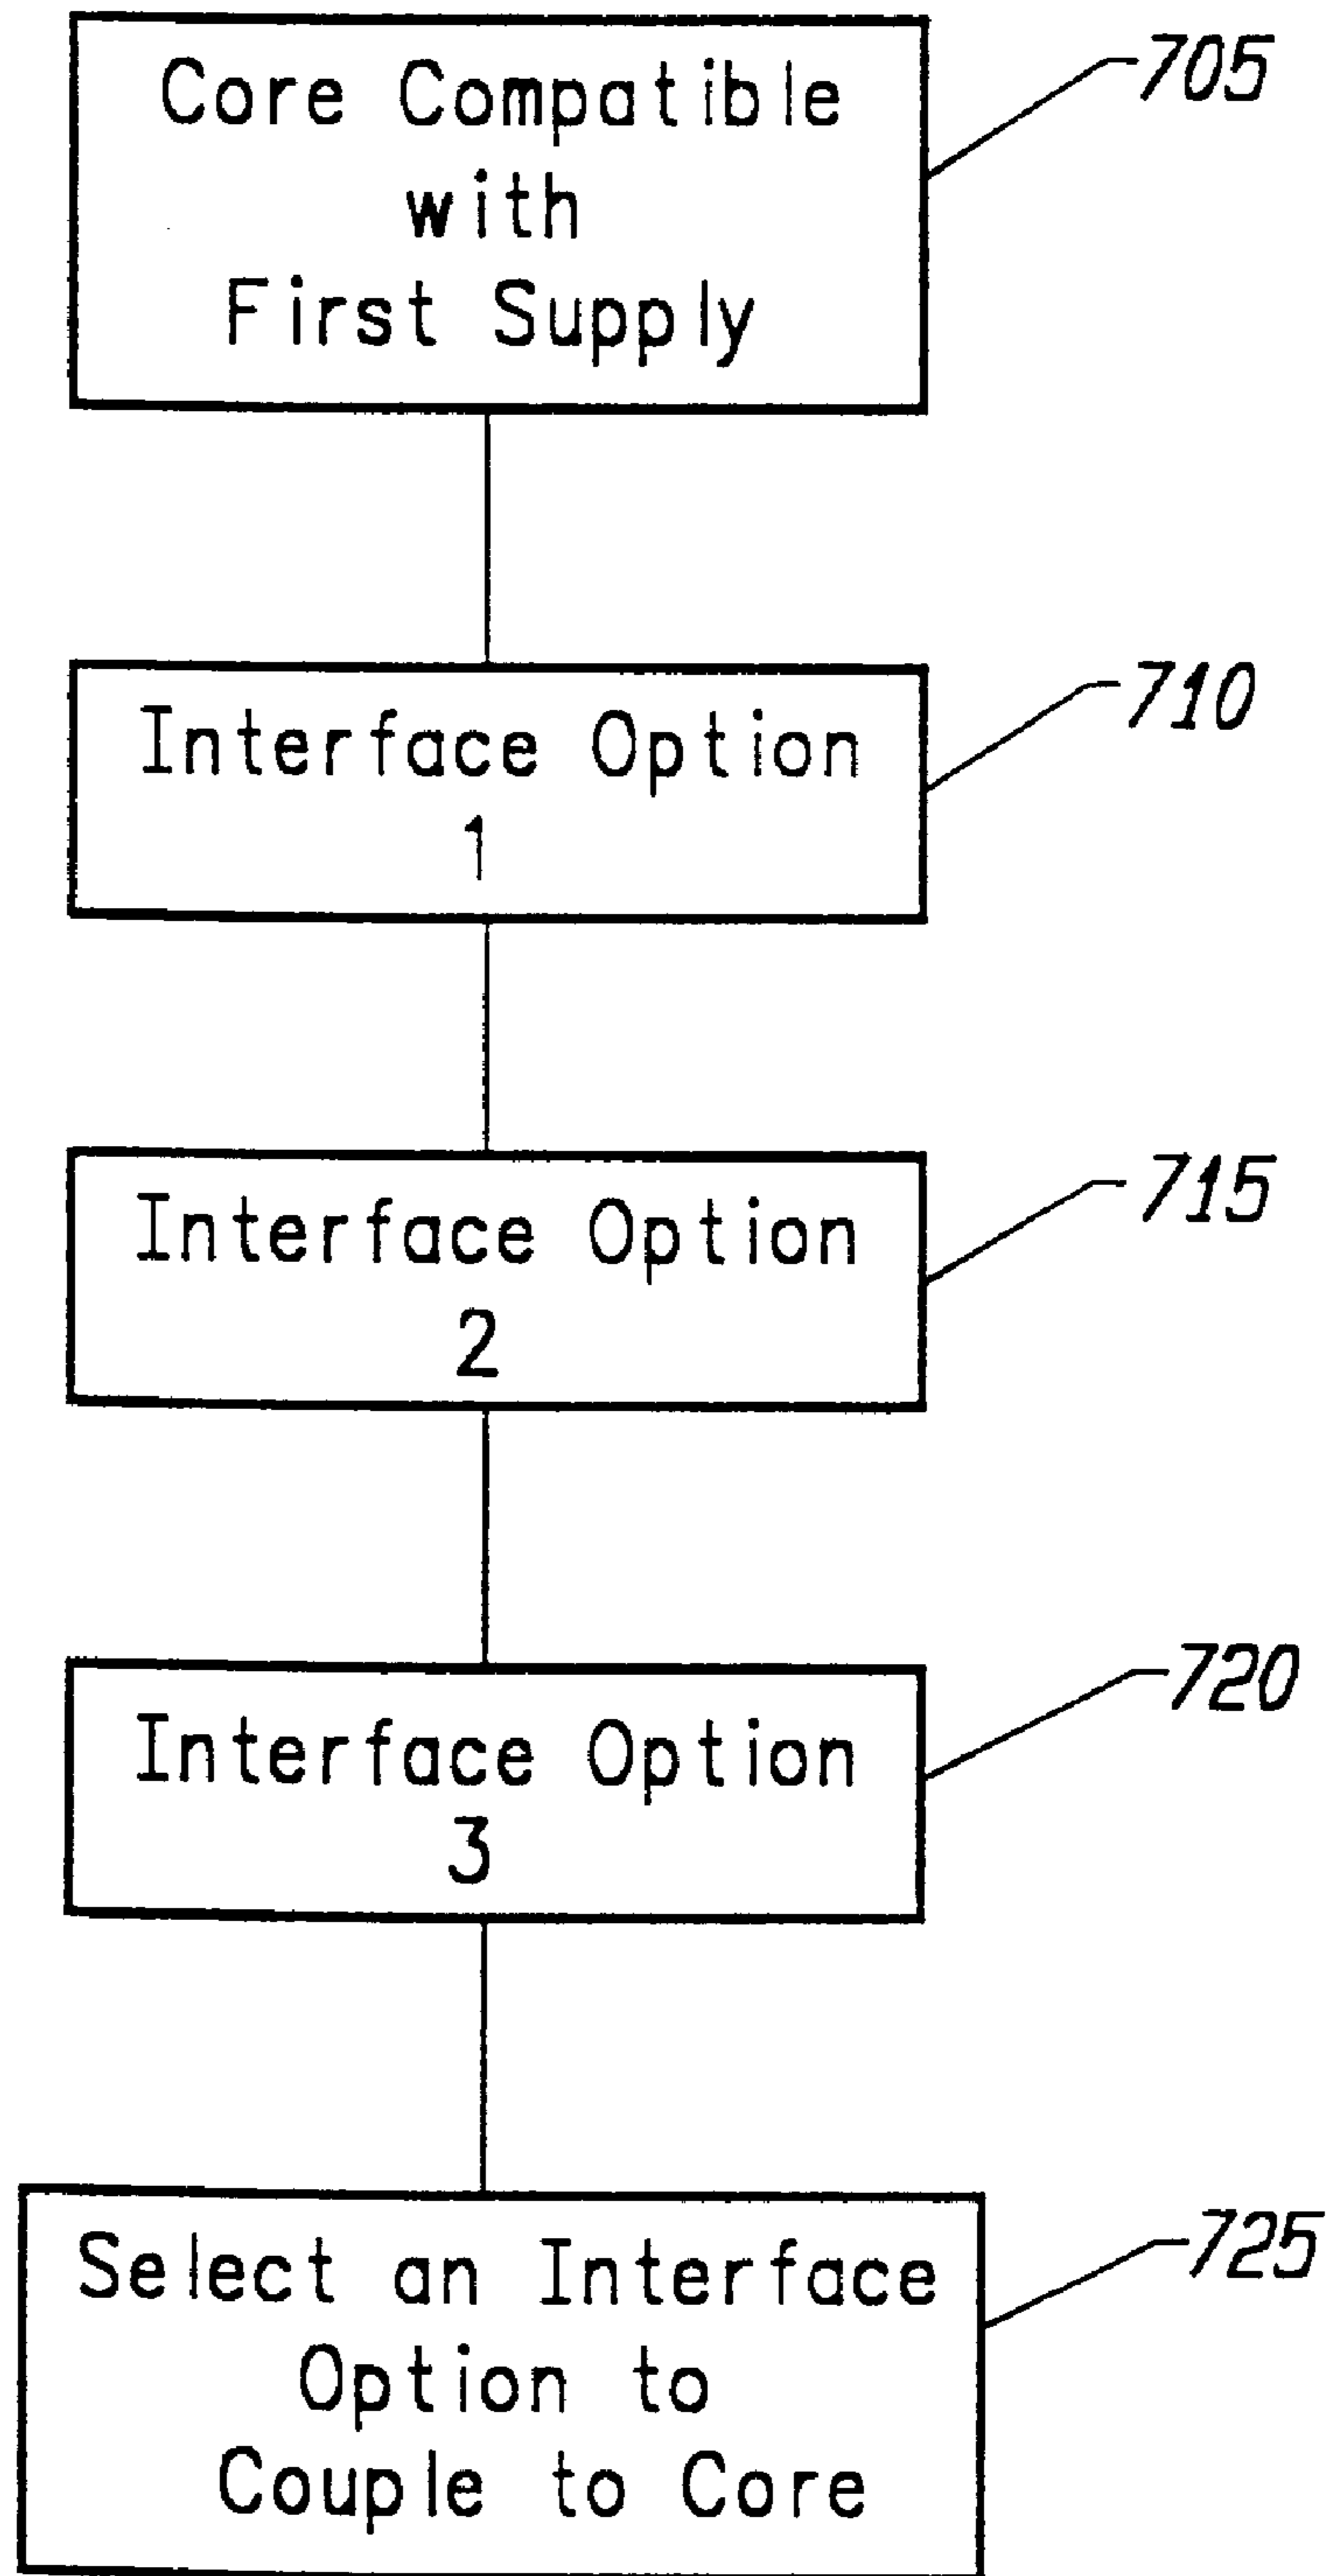 Core Compatible
with
First Supply
705
Interface Option
1
710
Interface Option
2
715
Interface Option
3
720
Select an Interface
Option to
Couple to Core
725